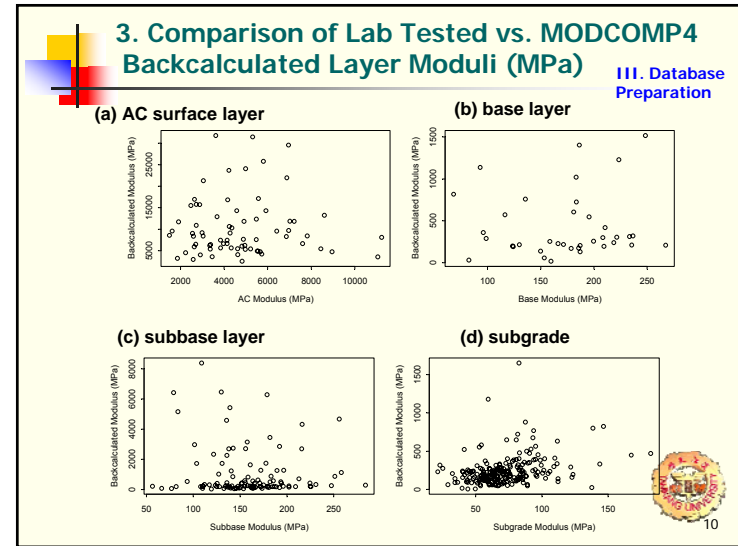 3. Comparison of Lab Tested vs. MODCOMP4
Backcalculated Layer Moduli (MPa)
III. Database
Preparation
(a) AC surface layer
Backcalculated Modulus (MPa)
5000 15000 25000
2000 4000 6000 8000 10000
AC Modulus (MPa)
(b) base layer
Backcalculated Modulus (MPa)
0 500 1000 1500
100 150 200 250
Base Modulus (MPa)
(c) subbase layer
Backcalculated Modulus (MPa)
0 2000 4000 6000 8000
50 100 150 200 250
Subbase Modulus (MPa)
(d) subgrade
Backcalculated Modulus (MPa)
0 500 1000 1500
50 100 150
Subgrade Modulus (MPa)
10